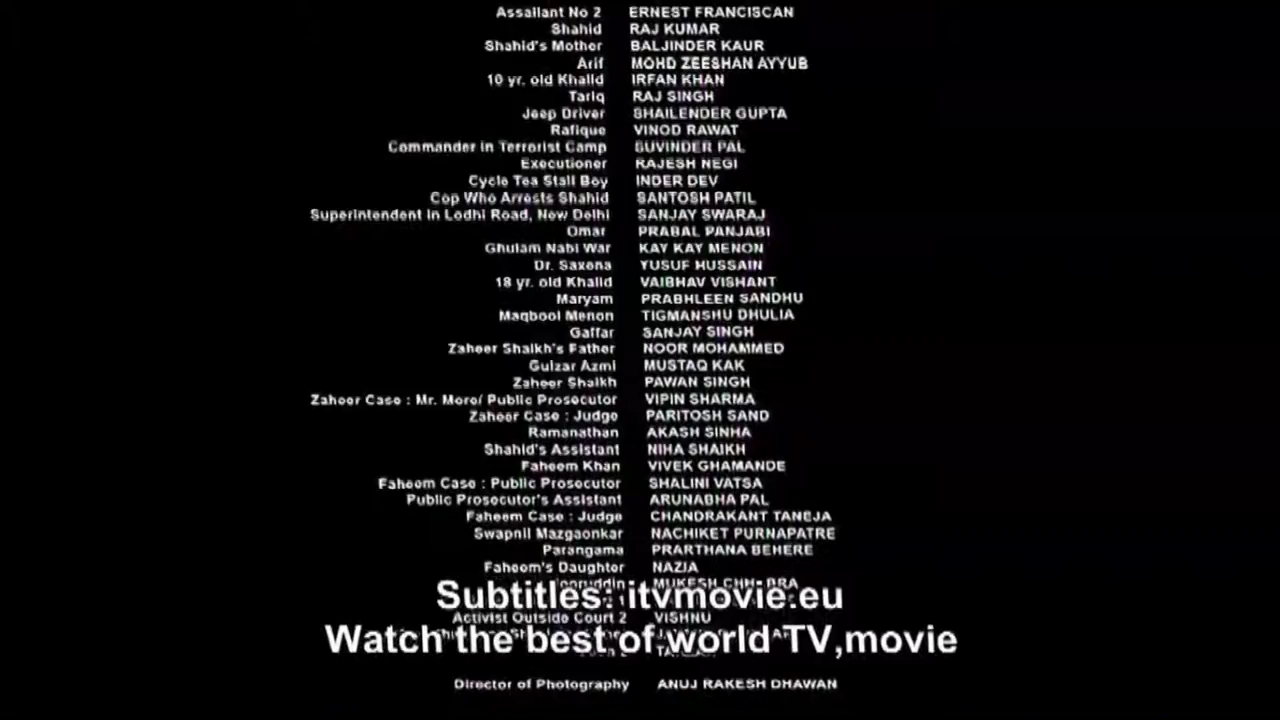 Assailant No 2 ERNEST FRANCISCAN
Shahid RAJ KUMAR
Shahid's Mother BALJINDER KAUR
Arif MOHD ZEESHAN AYYUB
10 yr. old Khalid IRFAN KHAN
Tariq RAJ SINGH
Jeep Driver SHAILENDER GUPTA
Rafique VINOD RAWAT
Commander in Terrorist Camp SUVINDER PAL
Executioner RAJESH NEGI
Cycle Tea Stall Boy INDER DEV
Cop Who Arrests Shahid SANTOSH PATIL
Superintendent in Lodhi Road, New Delhi SANJAY SWARAJ
Omar PRABAL PANJABI
Ghulam Nabi War KAY KAY MENON
Dr. Saxena YUSUF HUSSAIN
18 yr. old Khalid VAIBHAV VISHANT
Maryam PRABHLEEN SANDHU
Maqbool Memon TIGMANSHU DHULIA
Gaffar SANJAY SINGH
Zaheer Shaikh's Father NOOR MOHAMMED
Gulzar Azmi MUSTAQ KAK
Zaheer Shaikh PAWAN SINGH
Zaheer Case : Mr. More/ Public Prosecutor VIPIN SHARMA
Zaheer Case : Judge PARITOSH SAND
Ramanathan AKASH SINHA
Shahid's Assistant NIHA SHAIKH
Faheem Khan VIVEK GHAMANDE
Faheem Case : Public Prosecutor SHALINI VATSA
Public Prosecutor's Assistant ARUNABHA PAL
Faheem Case : Judge CHANDRAKANT TANEJA
Swapnil Mazgaonkar NACHIKET PURNAPATRE
Parangama PRARTHANA BEHERE
Faheem's Daughter NAZIA
MUKESH
Subtitles: itvmovie.eu
Activist Outside Court 2 VISHNU
Watch the best of world TV,movie
Director of Photography ANUJ RAKESH DHAWAN